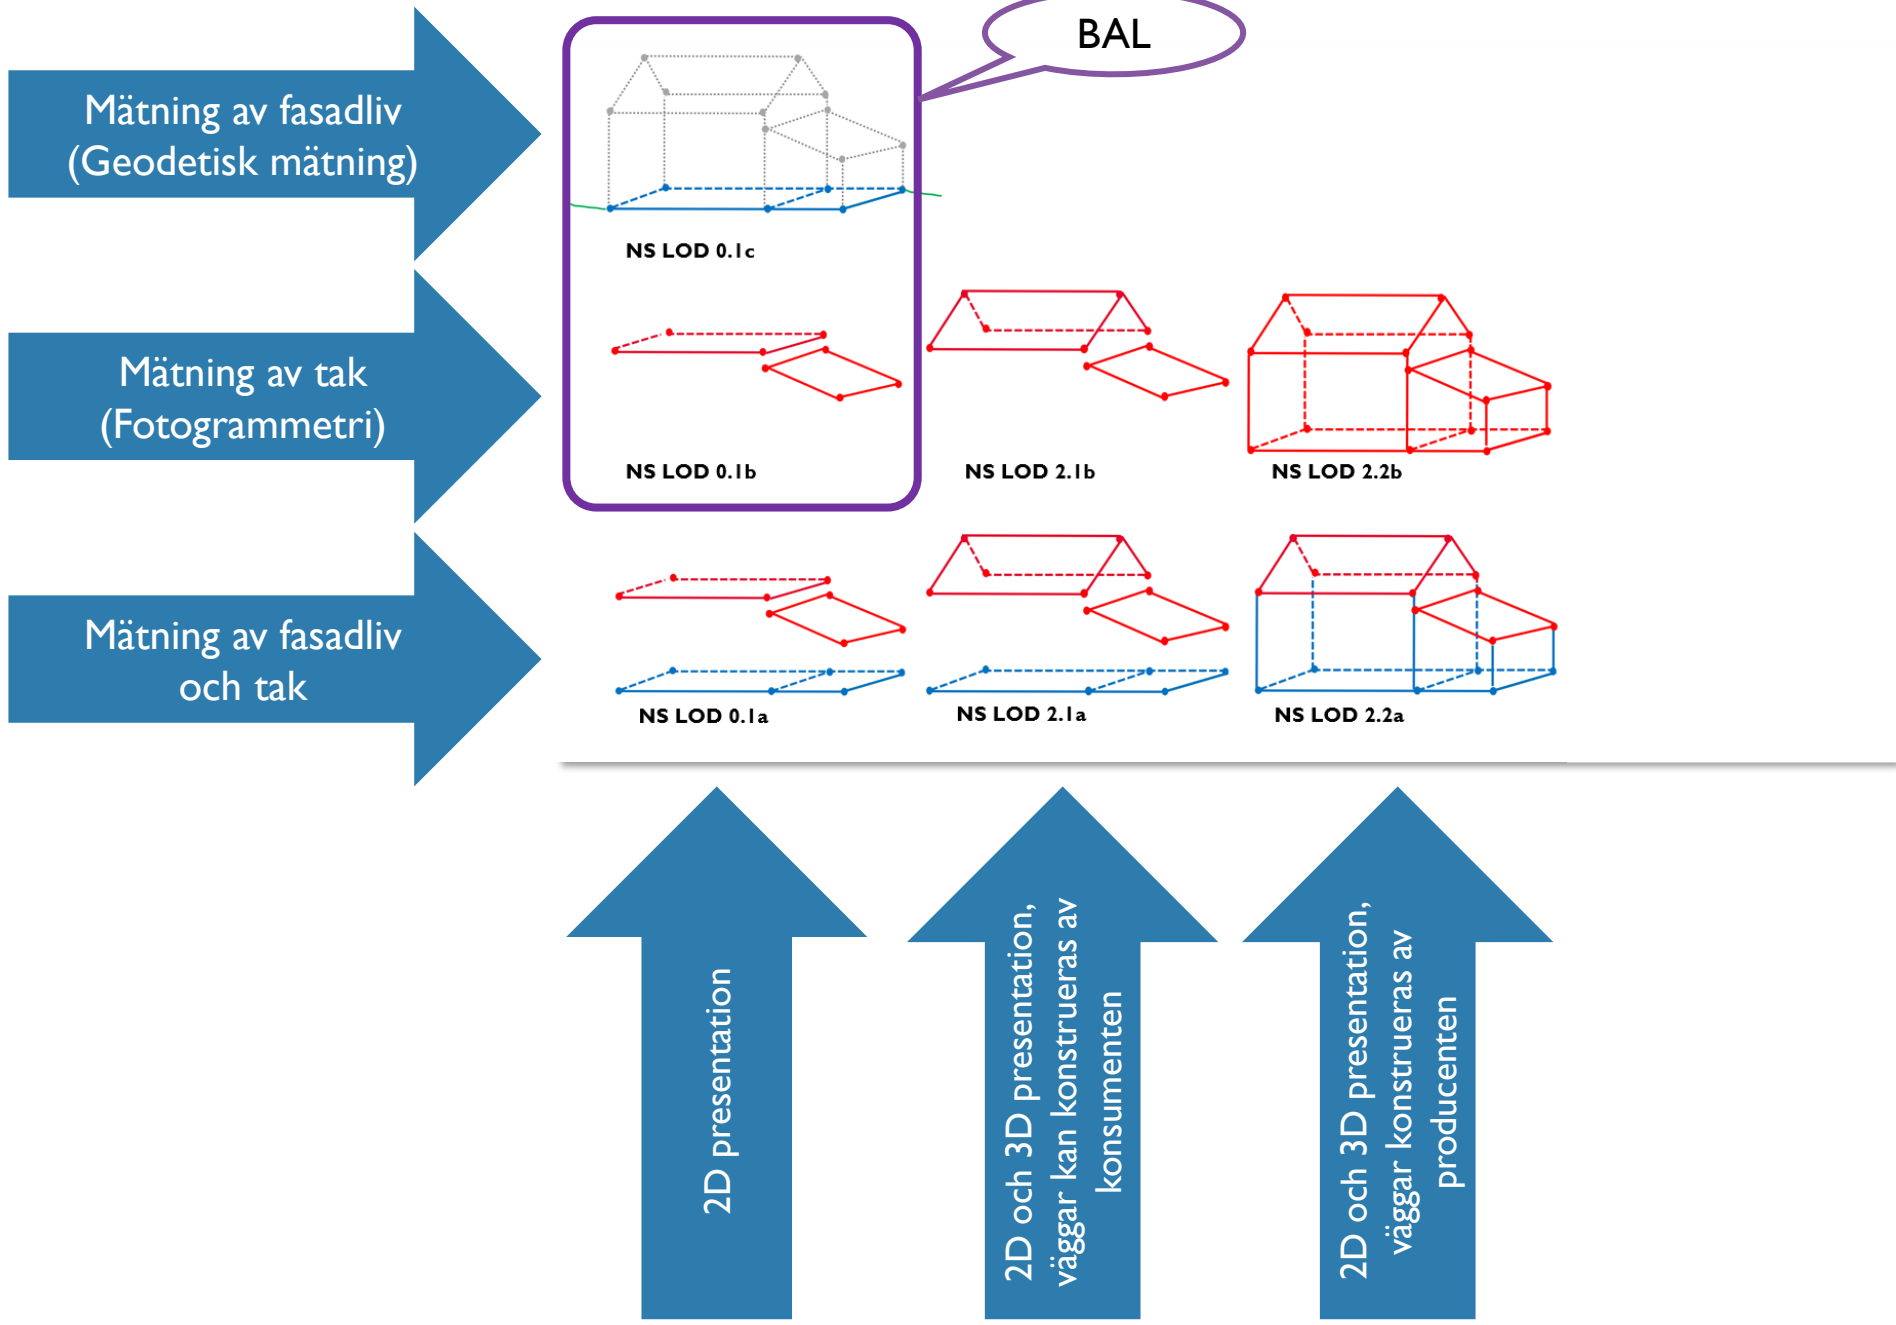 BAL
Mätning av fasadliv
(Geodetisk mätning)
NS LOD 0.1c
Mätning av tak
(Fotogrammetri)
NS LOD 0.1b
NS LOD 2.1b
NS LOD 2.2b
Mätning av fasadliv
och tak
NS LOD 0.1a
NS LOD 2.1a
NS LOD 2.2a
2D presentation
2D och 3D presentation,
väggar kan konstrueras av
konsumenten
2D och 3D presentation,
väggar konstrueras av
producenten